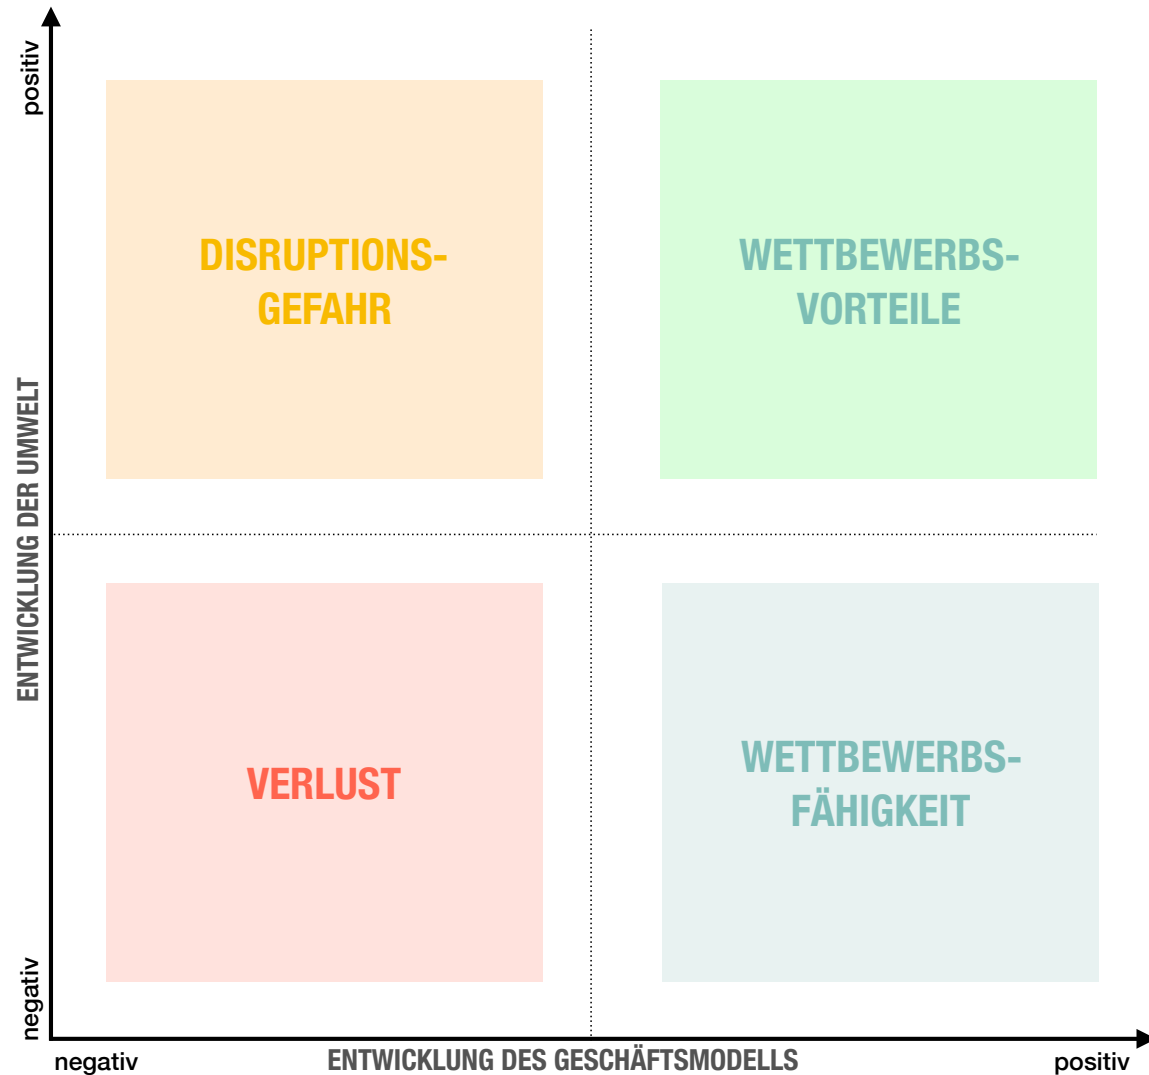 positiv
DISRUPTIONS-
GEFAHR
WETTBEWERBS-
VORTEILE
ENTWICKLUNG DER UMWELT
VERLUST
WETTBEWERBS-
FÄHIGKEIT
negativ
negativ
ENTWICKLUNG DES GESCHÄFTSMODELLS
positiv